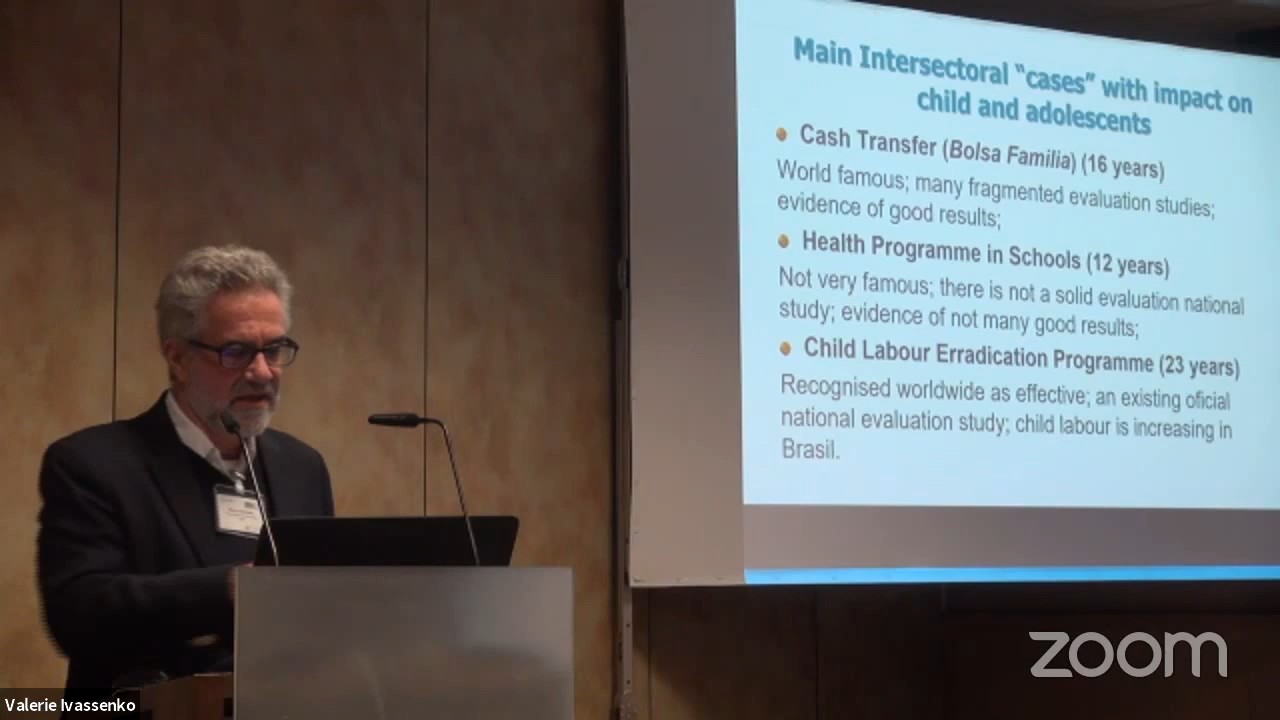 Main Intersectoral "cases" with impact on
child and adolescents
Cash Transfer (Bolsa Familia) (16 years)
World famous; many fragmented evaluation studies;
evidence of good results;
Health Programme in Schools (12 years)
Not very famous; there is not a solid evaluation national
study; evidence of not many good results;
Child Labour Erradication Programme (23 years)
Recognised worldwide as effective; an existing oficial
national evaluation study; child labour is increasing in
Brasil.
zoom
Valerie Ivassenko